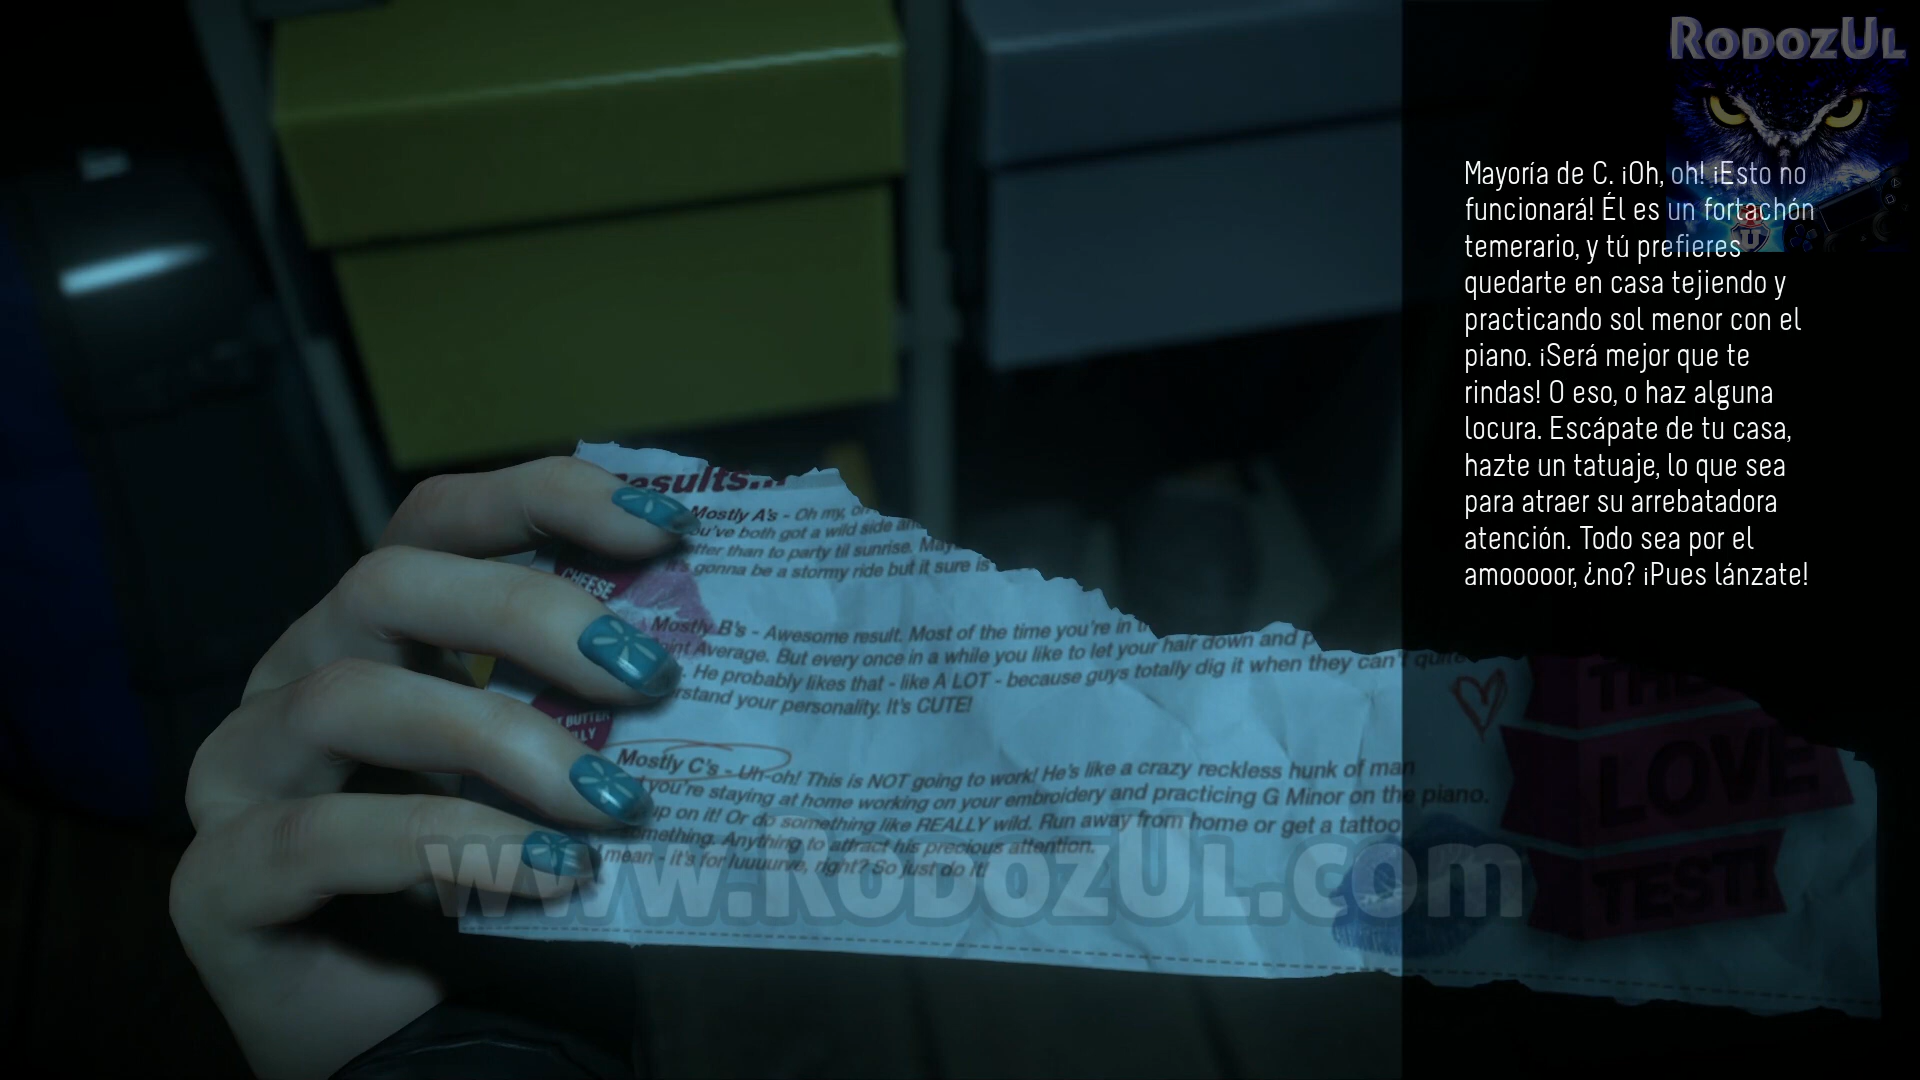 RODOZUL
Mayoría de C. ¡Oh, oh! ¡Esto no
funcionará! Él es un fortachón
temerario, y tú prefieres
quedarte en casa tejiendo y
practicando sol menor con el
piano. ¡Será mejor que te
rindas! O eso, o haz alguna
locura. Escápate de tu casa,
hazte un tatuaje, lo que sea
para atraer su arrebatadora
atención. Todo sea por el
amooooor, ¿no? ¡Pues lánzate!
Results...
Mostly A's - Oh my, oh
you've both got a wild side
than to party til sunrise.
gonna be a stormy ride but it sure is
CHEESE
Mostly B's - Awesome result. Most of the time you're in
Average. But every once in a while you like to let your hair down and
. He probably likes that - like A LOT - because guys totally dig it when they can't quite
your personality. It's CUTE!
BUTTER
Mostly C's - Uh-oh! This is NOT going to work! He's like a crazy reckless hunk of man
you're staying at home working on your embroidery and practicing G Minor on the piano.
up on it! Or do something like REALLY wild. Run away from home or get a tattoo
something. Anything to attract his precious attention.
mean - it's for luuuurve, right? So just do it!
THE
LOVE
TEST!
www.RODOZUL.com